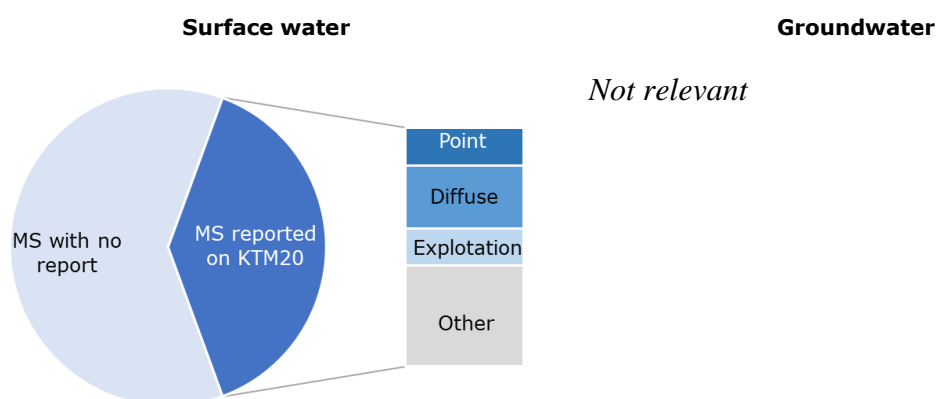 Surface water
Groundwater
Not relevant
Point
Diffuse
MS with no
report
MS reported
on KTM20
Explotation
Other